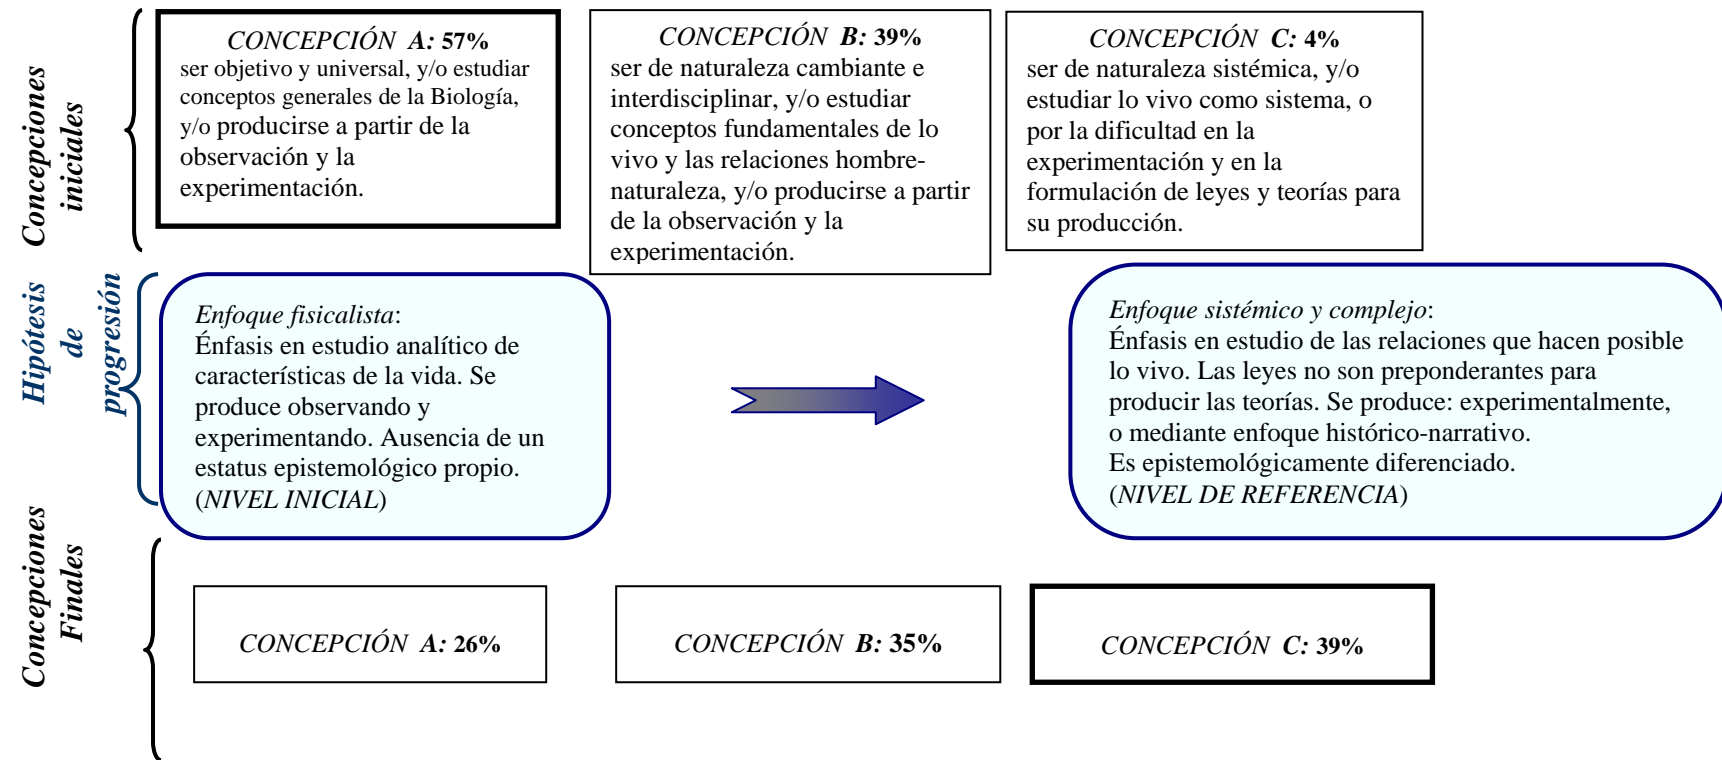 Concepciones
iniciales
CONCEPCIÓN A: 57%
ser objetivo y universal, y/o estudiar
conceptos generales de la Biología,
y/o producirse a partir de la
observación y la
experimentación.
CONCEPCIÓN B: 39%
ser de naturaleza cambiante e
interdisciplinar, y/o estudiar
conceptos fundamentales de lo
vivo y las relaciones hombre-
naturaleza, y/o producirse a partir
de la observación y la
experimentación.
CONCEPCIÓN C: 4%
ser de naturaleza sistémica, y/o
estudiar lo vivo como sistema, o
por la dificultad en la
experimentación y en la
formulación de leyes y teorías para
su producción.
Hipótesis
de
progresión
Enfoque fisicalista:
Énfasis en estudio analítico de
características de la vida. Se
produce observando y
experimentando. Ausencia de un
estatus epistemológico propio.
(NIVEL INICIAL)
Enfoque sistémico y complejo:
Énfasis en estudio de las relaciones que hacen posible
lo vivo. Las leyes no son preponderantes para
producir las teorías. Se produce: experimentalmente,
o mediante enfoque histórico-narrativo.
Es epistemológicamente diferenciado.
(NIVEL DE REFERENCIA)
Concepciones
Finales
CONCEPCIÓN A: 26%
CONCEPCIÓN B: 35%
CONCEPCIÓN C: 39%